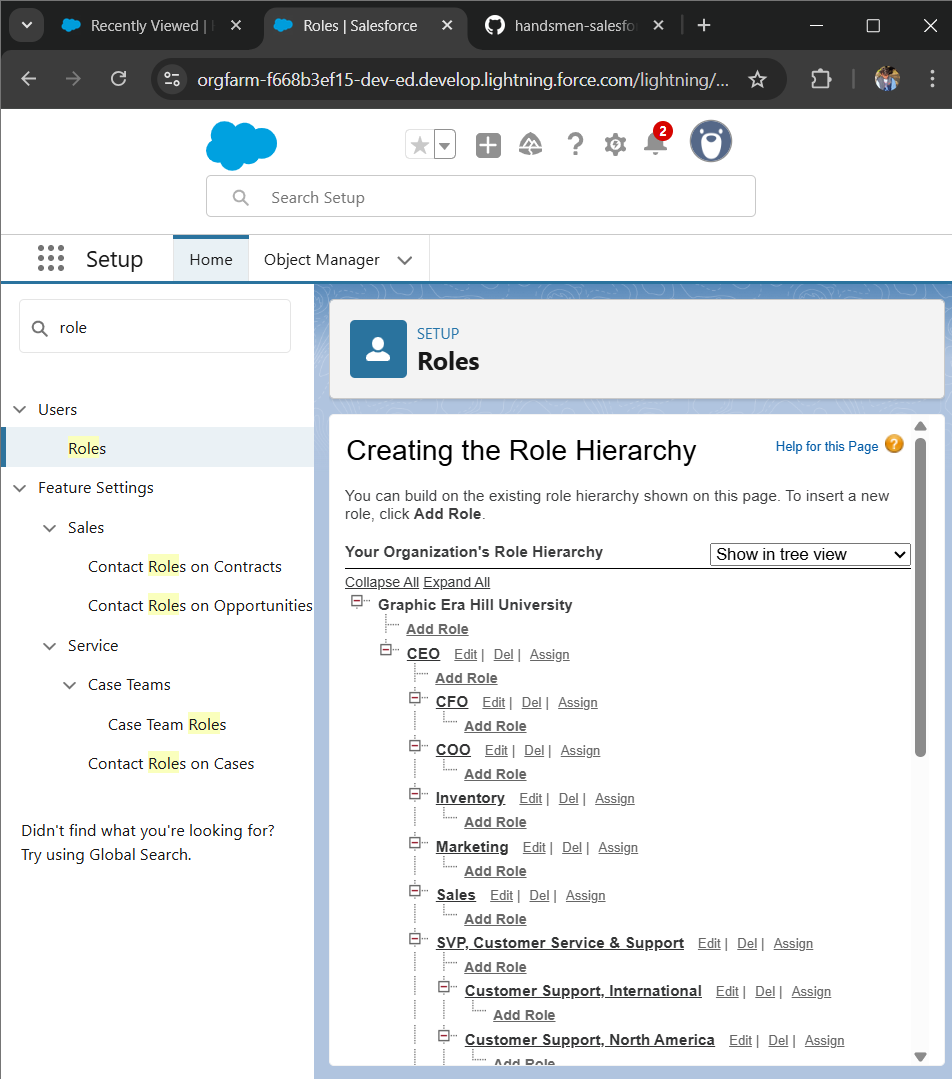 Recently Viewed |
Roles | Salesforce
handsmen-salesfo
orgfarm-f668b3ef15-dev-ed.develop.lightning.force.com/lightning/...
2
Search Setup
Setup
Home
Object Manager
role
Users
Roles
Feature Settings
Sales
Contact Roles on Contracts
Contact Roles on Opportunities
Service
Case Teams
Case Team Roles
Contact Roles on Cases
Didn't find what you're looking for?
Try using Global Search.
SETUP
Roles
Creating the Role Hierarchy
Help for this Page
You can build on the existing role hierarchy shown on this page. To insert a new
role, click Add Role.
Your Organization's Role Hierarchy
Show in tree view
Collapse All Expand All
Graphic Era Hill University
Add Role
CEO Edit | Del | Assign
Add Role
CFO Edit | Del | Assign
Add Role
COO Edit | Del | Assign
Add Role
Inventory Edit | Del | Assign
Add Role
Marketing Edit | Del | Assign
Add Role
Sales Edit | Del | Assign
Add Role
SVP, Customer Service & Support Edit | Del | Assign
Add Role
Customer Support, International Edit | Del | Assign
Add Role
Customer Support, North America Edit | Del | Assign
Add Role